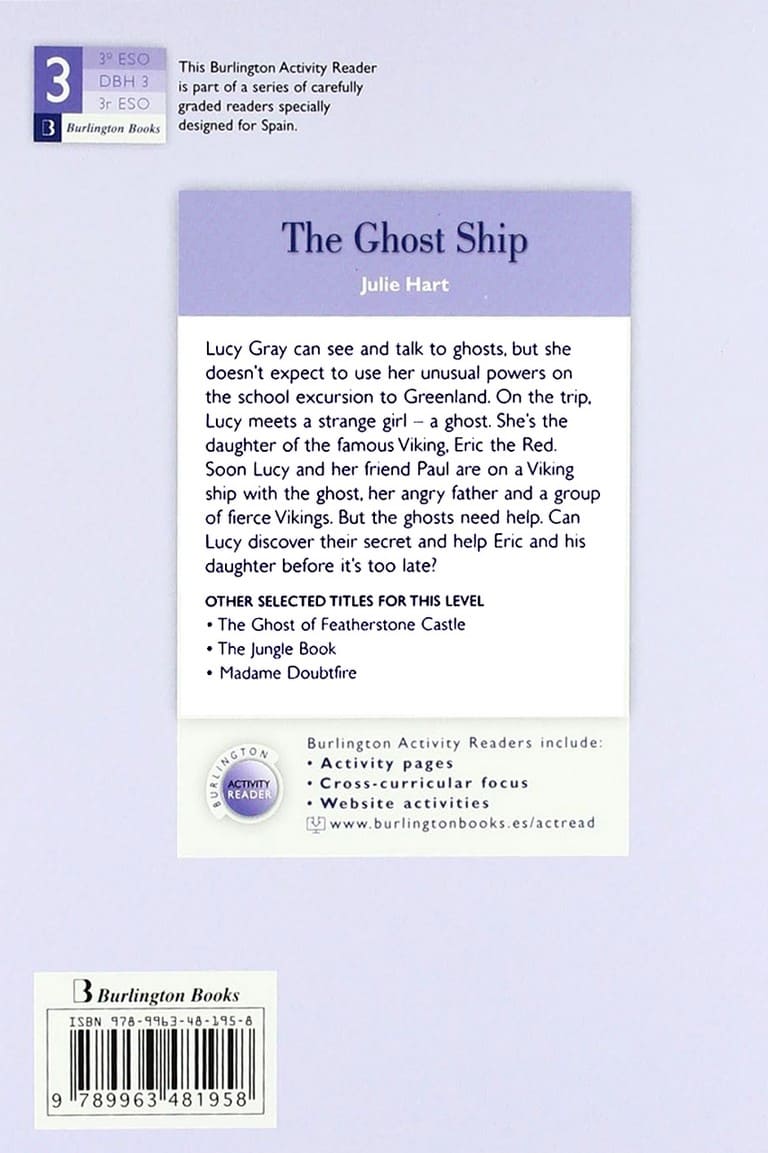 3
3º ESO
DBH 3
3r ESO
B Burlington Books
This Burlington Activity Reader
is part of a series of carefully
graded readers specially
designed for Spain.
The Ghost Ship
Julie Hart
Lucy Gray can see and talk to ghosts, but she
doesn't expect to use her unusual powers on
the school excursion to Greenland. On the trip,
Lucy meets a strange girl – a ghost. She's the
daughter of the famous Viking, Eric the Red.
Soon Lucy and her friend Paul are on a Viking
ship with the ghost, her angry father and a group
of fierce Vikings. But the ghosts need help. Can
Lucy discover their secret and help Eric and his
daughter before it's too late?
OTHER SELECTED TITLES FOR THIS LEVEL
• The Ghost of Featherstone Castle
• The Jungle Book
• Madame Doubtfire
BURLINGTON
ACTIVITY
READER
Burlington Activity Readers include:
• Activity pages
• Cross-curricular focus
• Website activities
www.burlingtonbooks.es/actread
B Burlington Books
ISBN 978-9963-48-195-8
9 789963 481958